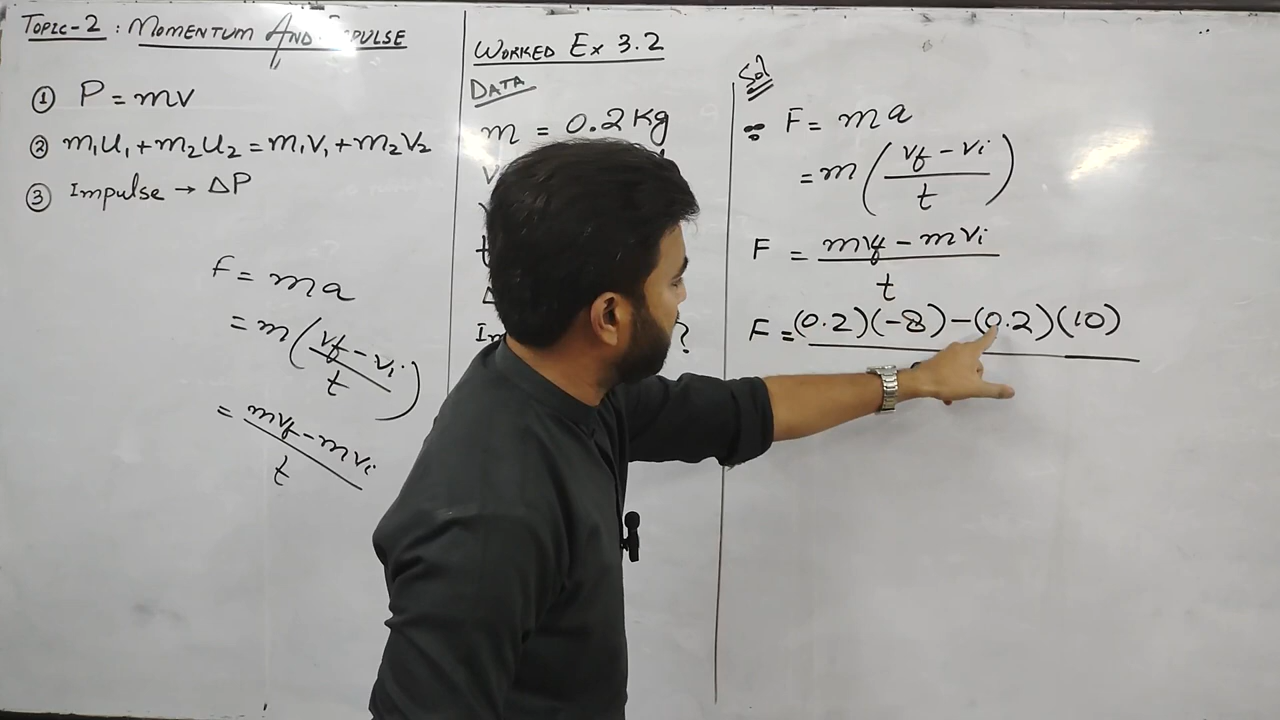 TOPIC-2 : MOMENTUM AND IMPULSE
① P = mv
② m₁U₁ + m₂U₂ = m₁V₁ + m₂V₂
③ Impulse → ΔP
F = ma
= m(vf - vi / t)
= mvf - mvi / t
WORKED Ex 3.2
DATA
m = 0.2 Kg
?
Sol
∵ F = ma
= m(vf - vi / t)
F = mvf - mvi / t
F = (0.2)(-8) - (0.2)(10)